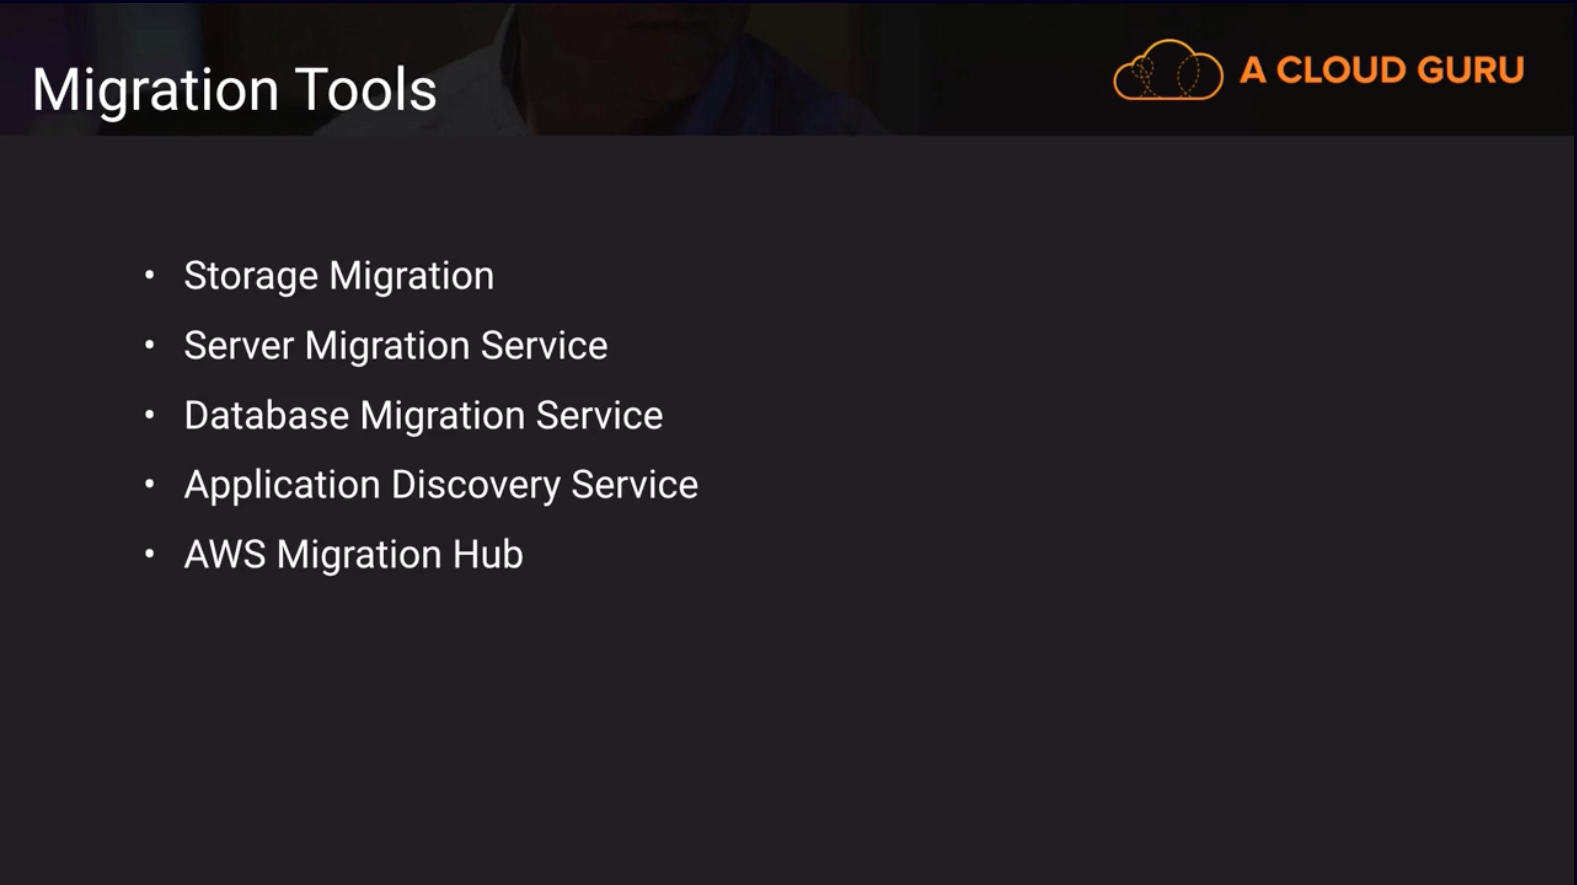 Migration Tools
A CLOUD GURU
• Storage Migration
• Server Migration Service
• Database Migration Service
• Application Discovery Service
• AWS Migration Hub